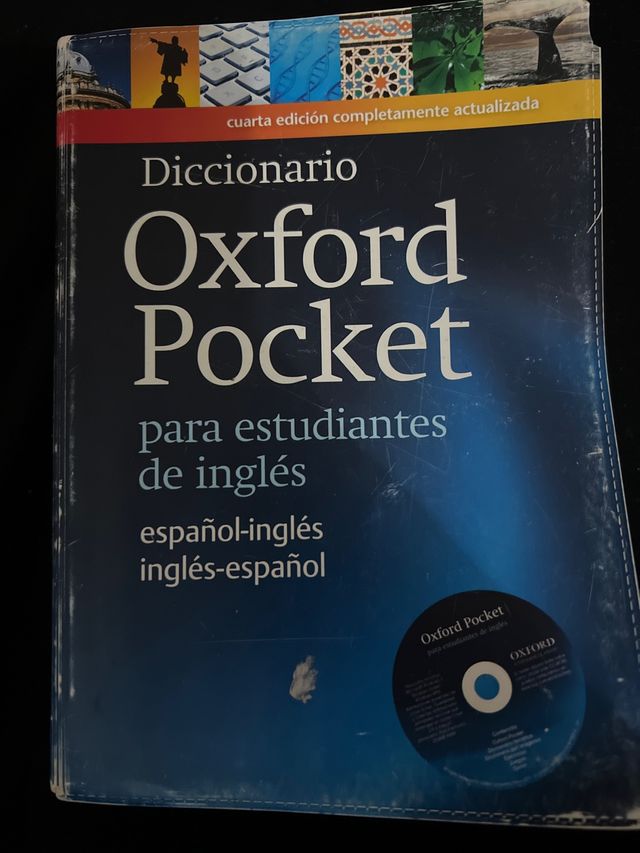 cuarta edición completamente actualizada
Diccionario
Oxford
Pocket
para estudiantes
de inglés
español-inglés
inglés-español
Oxford Pocket
para estudiantes de inglés
OXFORD